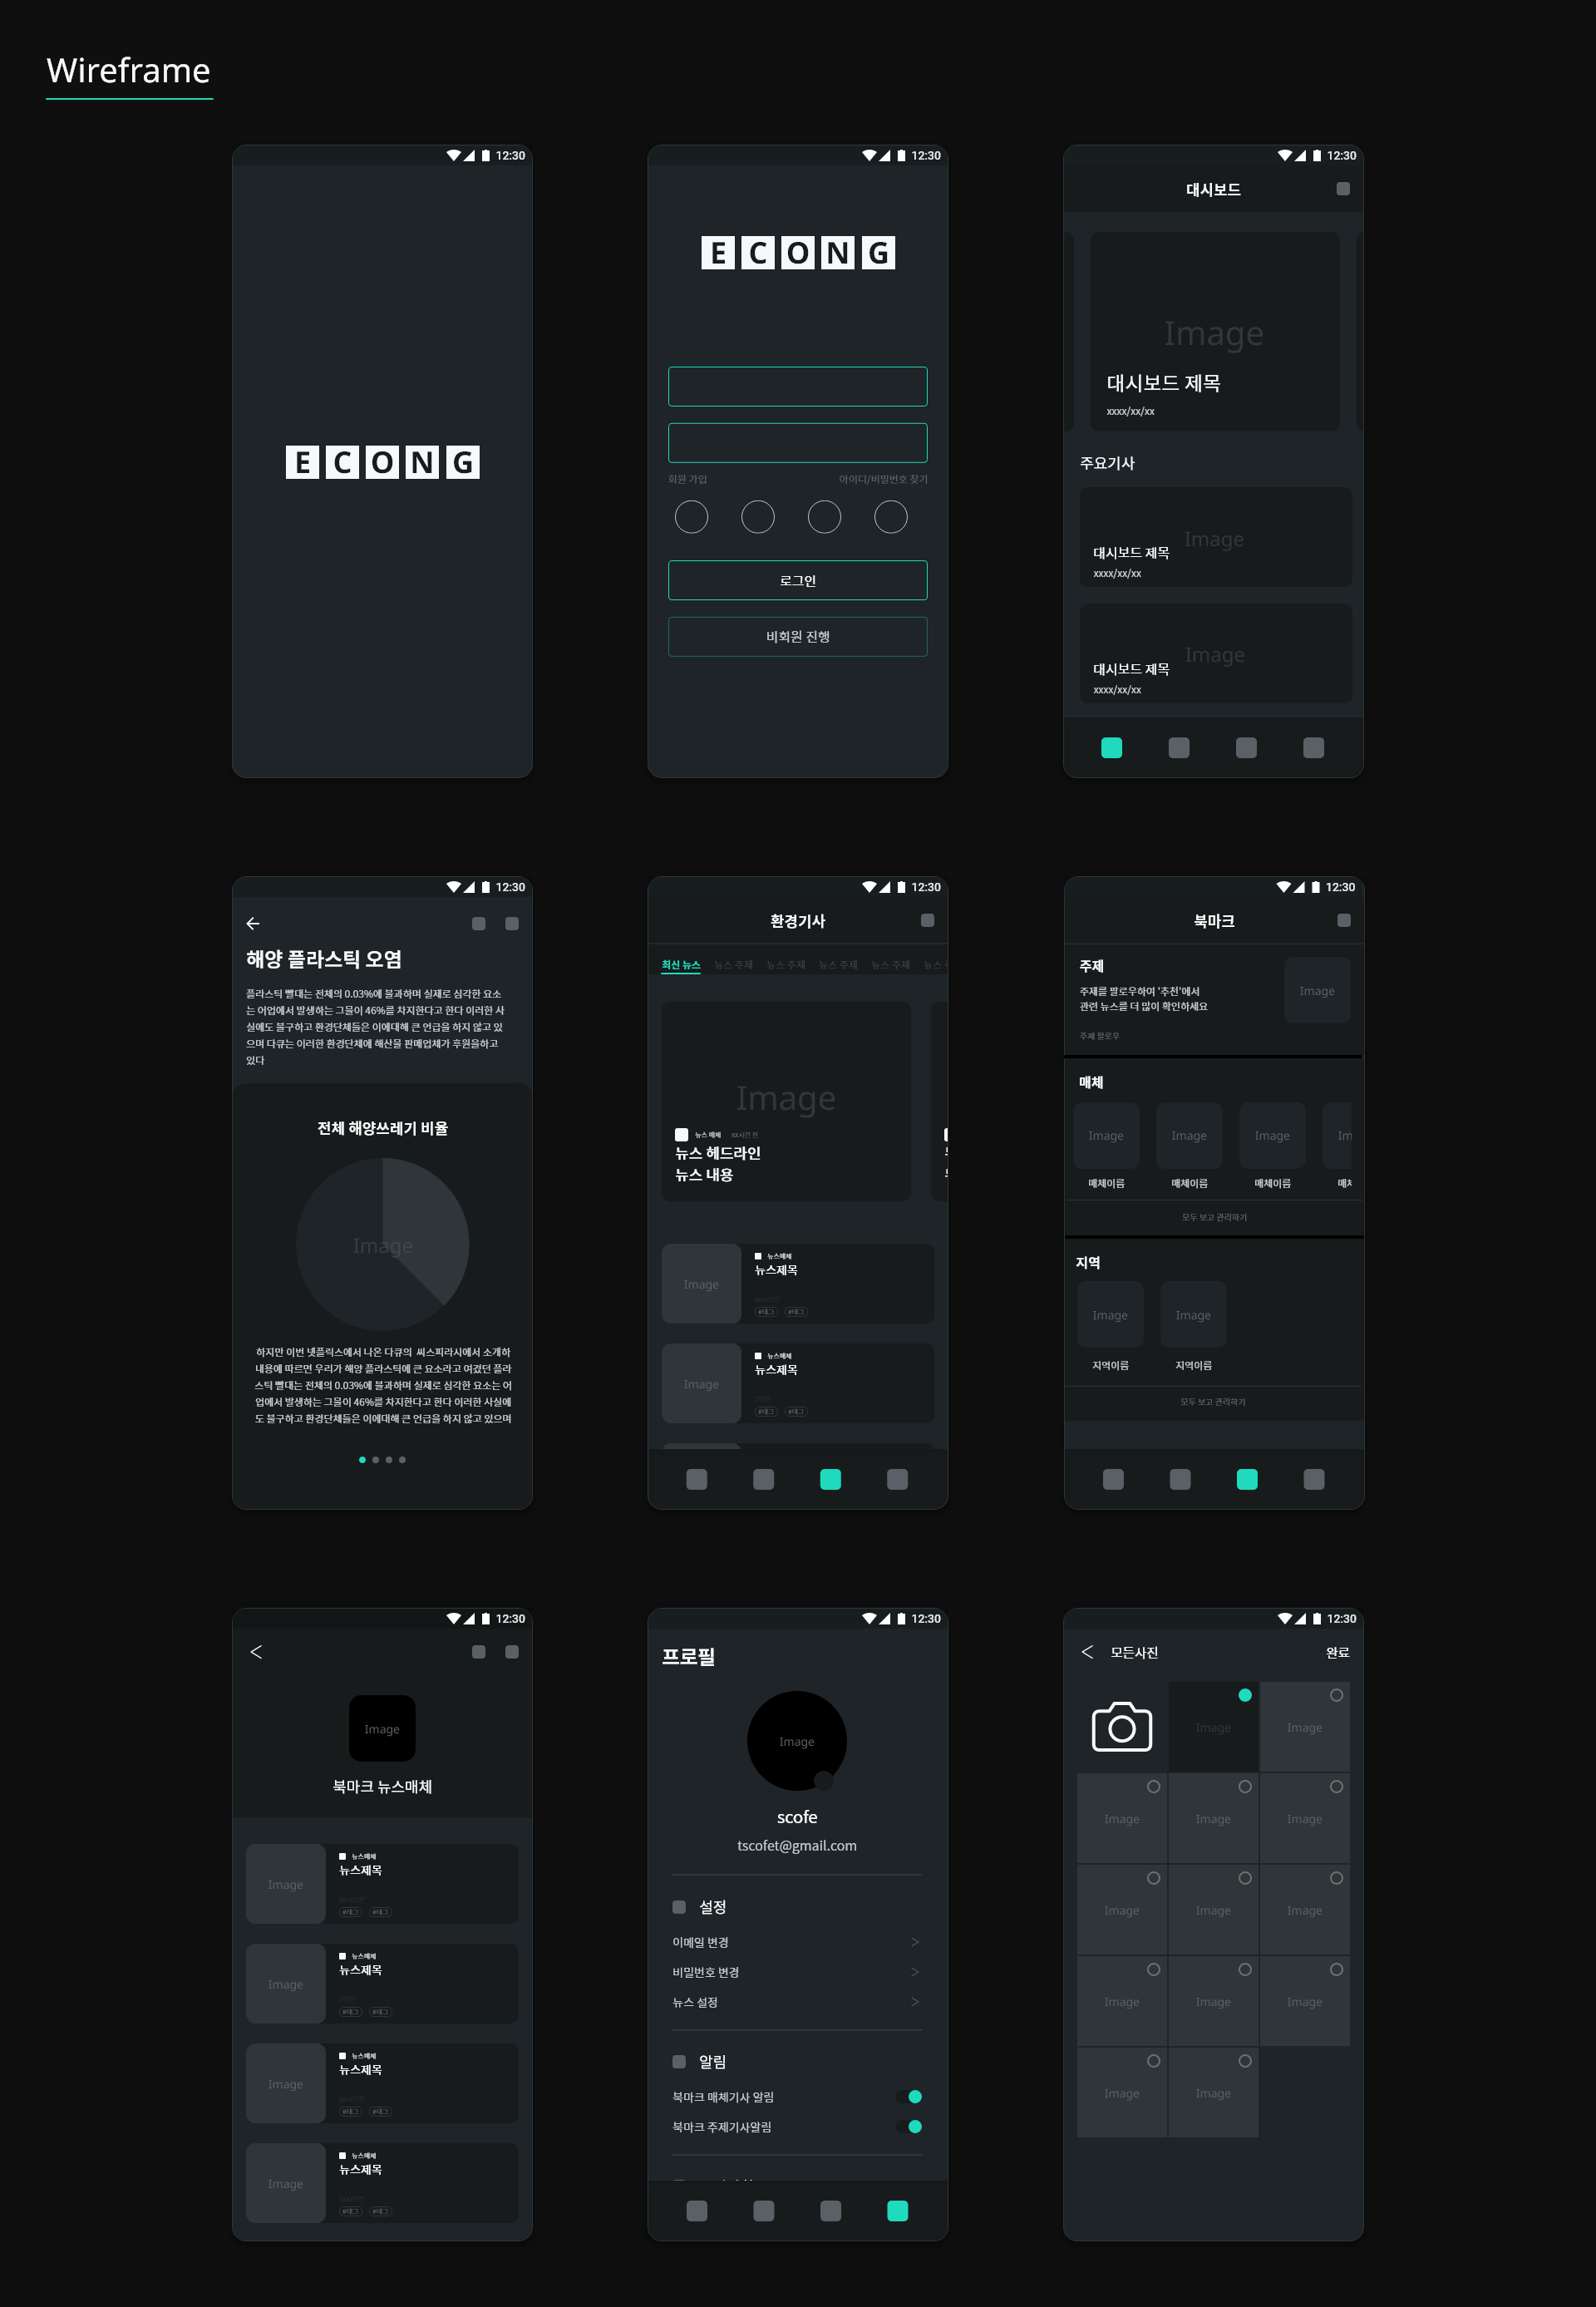 Wireframe
12:30
E C O N G
12:30
E C O N G
회원 가입
아이디/비밀번호 찾기
로그인
비회원 진행
12:30
대시보드
Image
대시보드 제목
xxxx/xx/xx
주요기사
Image
대시보드 제목
xxxx/xx/xx
Image
대시보드 제목
xxxx/xx/xx
12:30
해양 플라스틱 오염
플라스틱 빨대는 전체의 0.03%에 불과하며 실제로 심각한 요소
는 어업에서 발생하는 그물이 46%를 차지한다고 한다 이러한 사
실에도 불구하고 환경단체들은 이에대해 큰 언급을 하지 않고 있
으며 다큐는 이러한 환경단체에 해산물 판매업체가 후원을하고
있다
전체 해양쓰레기 비율
Image
하지만 이번 넷플릭스에서 나온 다큐의 씨스피라시에서 소개하
내용에 따르면 우리가 해양 플라스틱에 큰 요소라고 여겼던 플라
스틱 빨대는 전체의 0.03%에 불과하며 실제로 심각한 요소는 어
업에서 발생하는 그물이 46%를 차지한다고 한다 이러한 사실에
도 불구하고 환경단체들은 이에대해 큰 언급을 하지 않고 있으며
12:30
환경기사
최신 뉴스 뉴스 주제 뉴스 주제 뉴스 주제 뉴스 주제 뉴스
Image
뉴스 매체 xx시간 전
뉴스 헤드라인
뉴스 내용
Image
뉴스매체
뉴스제목
#태그 #태그
Image
뉴스매체
뉴스제목
#태그 #태그
12:30
북마크
주제
주제를 팔로우하여 '추천'에서
관련 뉴스를 더 많이 확인하세요
주제 팔로우
Image
매체
Image Image Image Im
매체이름 매체이름 매체이름
모두 보고 관리하기
지역
Image Image
지역이름 지역이름
모두 보고 관리하기
12:30
Image
북마크 뉴스매체
Image
뉴스매체
뉴스제목
#태그 #태그
Image
뉴스매체
뉴스제목
#태그 #태그
Image
뉴스매체
뉴스제목
#태그 #태그
Image
뉴스매체
뉴스제목
#태그 #태그
12:30
프로필
Image
scofe
tscofet@gmail.com
설정
이메일 변경
비밀번호 변경
뉴스 설정
알림
북마크 매체기사 알림
북마크 주제기사알림
12:30
모든사진
완료
Image Image
Image Image Image
Image Image Image
Image Image Image
Image Image